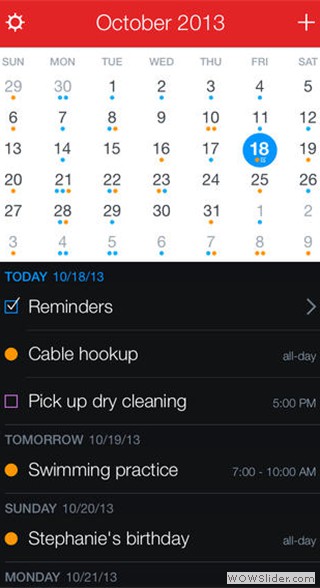 October 2013
SUN MON TUE WED THU FRI SAT
29 30 1 2 3 4 5
6 7 8 9 10 11 12
13 14 15 16 17 18 19
20 21 22 23 24 25 26
27 28 29 30 31 1 2
3 4 5 6 7 8 9
TODAY 10/18/13
Reminders
Cable hookup all-day
Pick up dry cleaning 5:00 PM
TOMORROW 10/19/13
Swimming practice 7:00 - 10:00 AM
SUNDAY 10/20/13
Stephanie's birthday all-day
MONDAY 10/21/13
WOWSlider.com